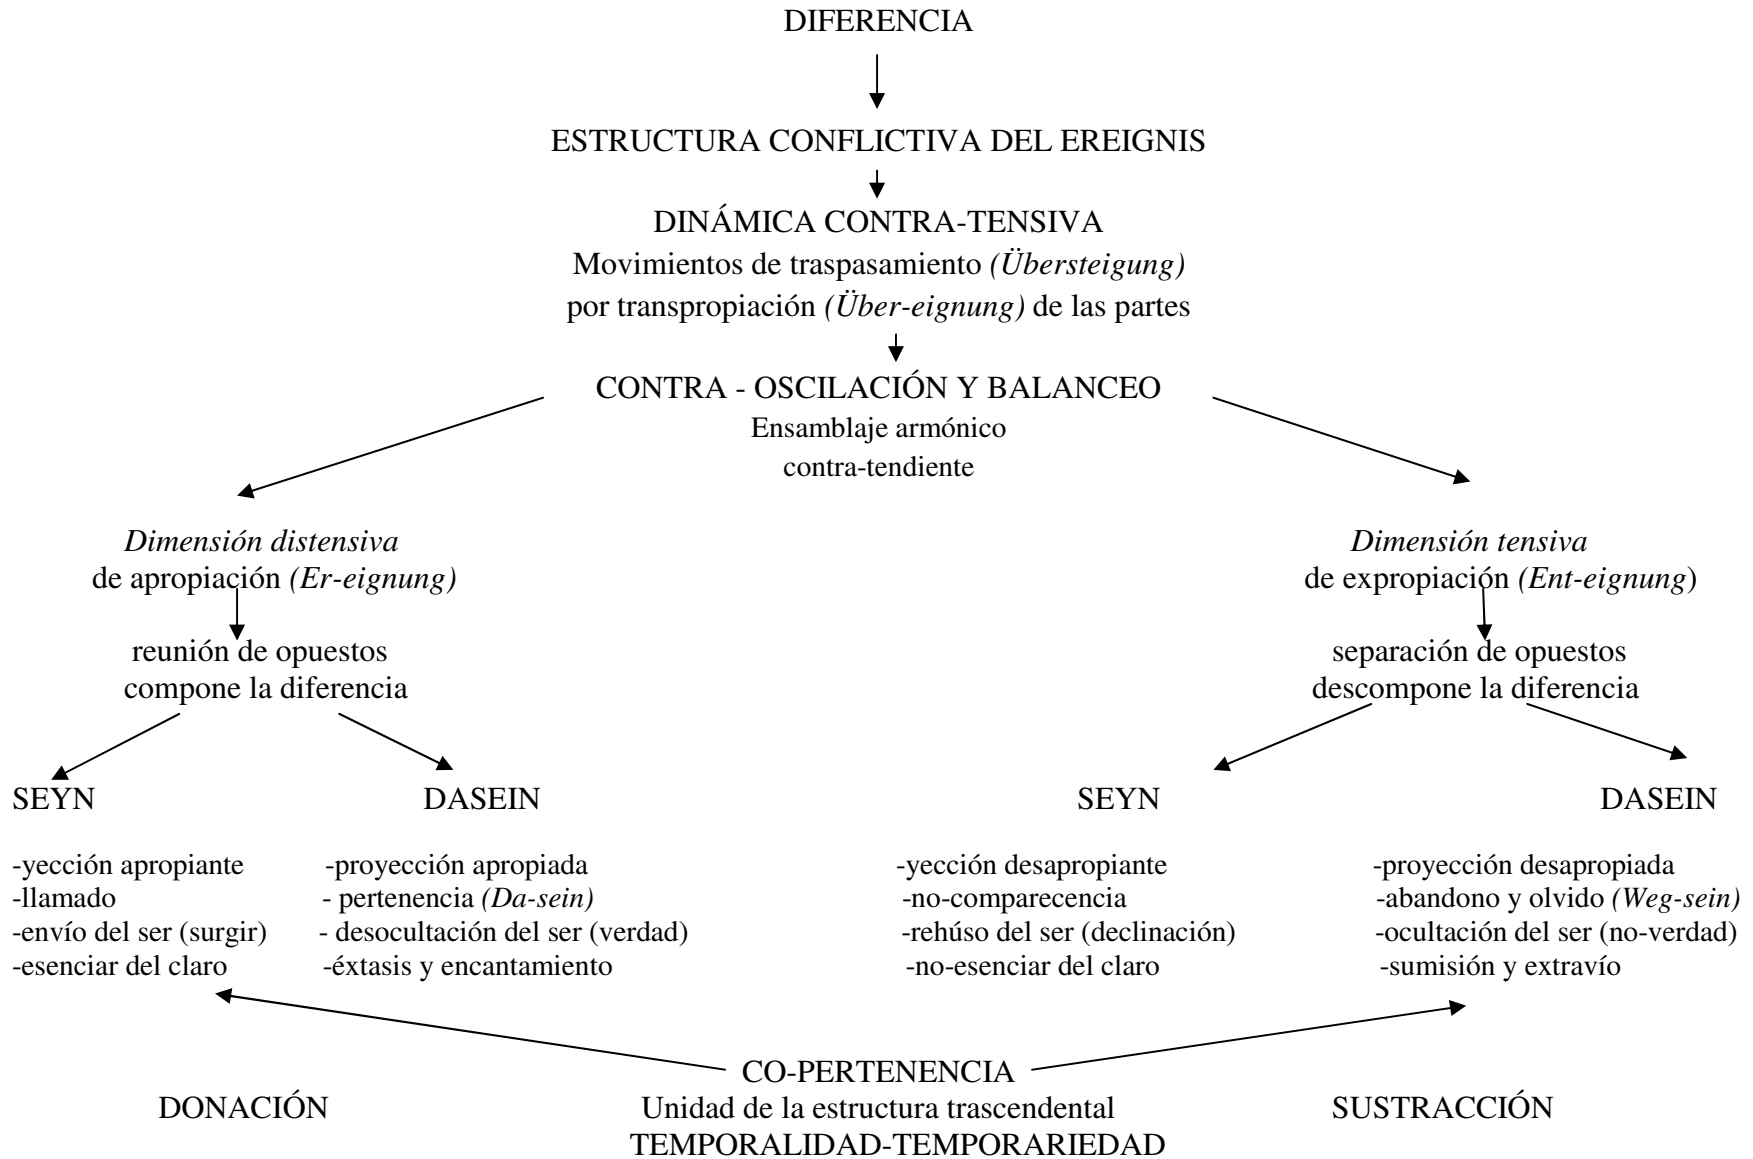 DIFERENCIA
ESTRUCTURA CONFLICTIVA DEL EREIGNIS
DINÁMICA CONTRA-TENSIVA
Movimientos de traspasamiento (Übersteigung)
por transpropiación (Über-eignung) de las partes
CONTRA - OSCILACIÓN Y BALANCEO
Ensamblaje armónico
contra-tendiente
Dimensión distensiva
de apropiación (Er-eignung)
reunión de opuestos
compone la diferencia
Dimensión tensiva
de expropiación (Ent-eignung)
separación de opuestos
descompone la diferencia
SEYN
-yección apropiante
-llamado
-envío del ser (surgir)
-esenciar del claro
DASEIN
-proyección apropiada
- pertenencia (Da-sein)
- desocultación del ser (verdad)
-éxtasis y encantamiento
SEYN
-yección desapropiante
-no-comparecencia
-rehúso del ser (declinación)
-no-esenciar del claro
DASEIN
-proyección desapropiada
-abandono y olvido (Weg-sein)
-ocultación del ser (no-verdad)
-sumisión y extravío
CO-PERTENENCIA
DONACIÓN
Unidad de la estructura trascendental
SUSTRACCIÓN
TEMPORALIDAD-TEMPORARIEDAD